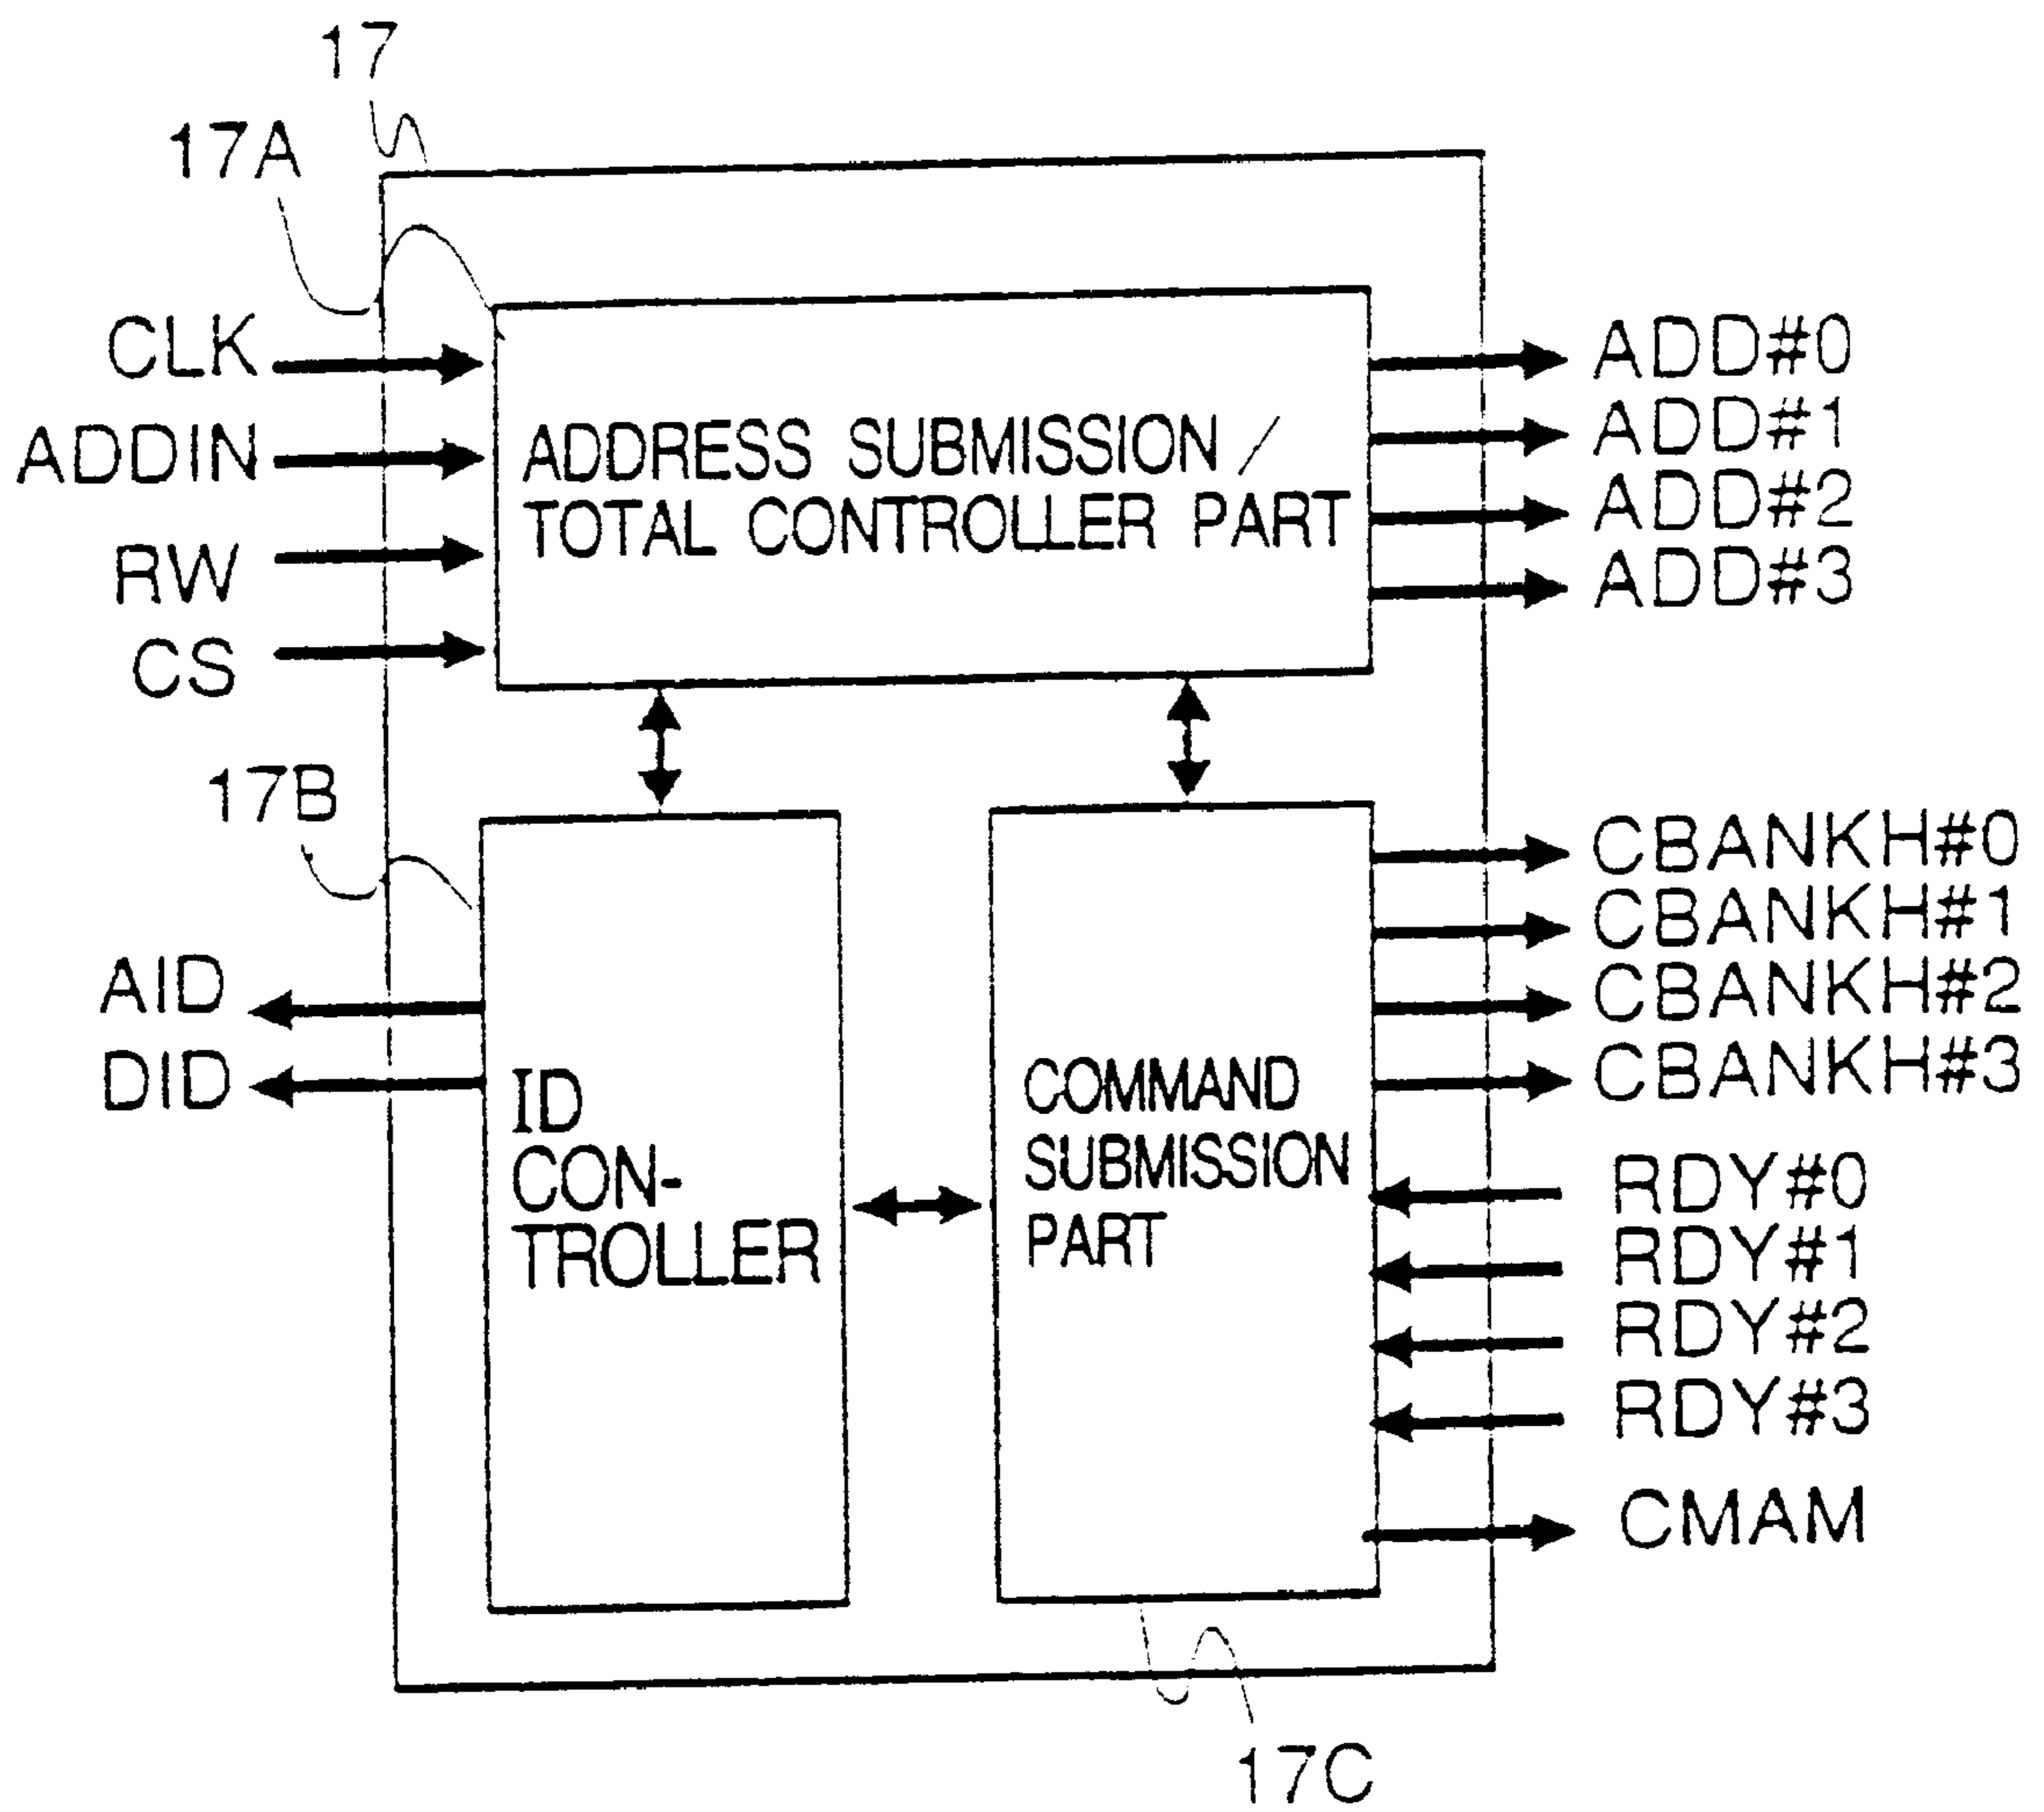 17
17A
CLK
ADDIN
RW
CS
ADDRESS SUBMISSION /
TOTAL CONTROLLER PART
ADD#0
ADD#1
ADD#2
ADD#3
17B
AID
DID
ID
CON-
TROLLER
COMMAND
SUBMISSION
PART
CBANKH#0
CBANKH#1
CBANKH#2
CBANKH#3
RDY#0
RDY#1
RDY#2
RDY#3
CMAM
17C